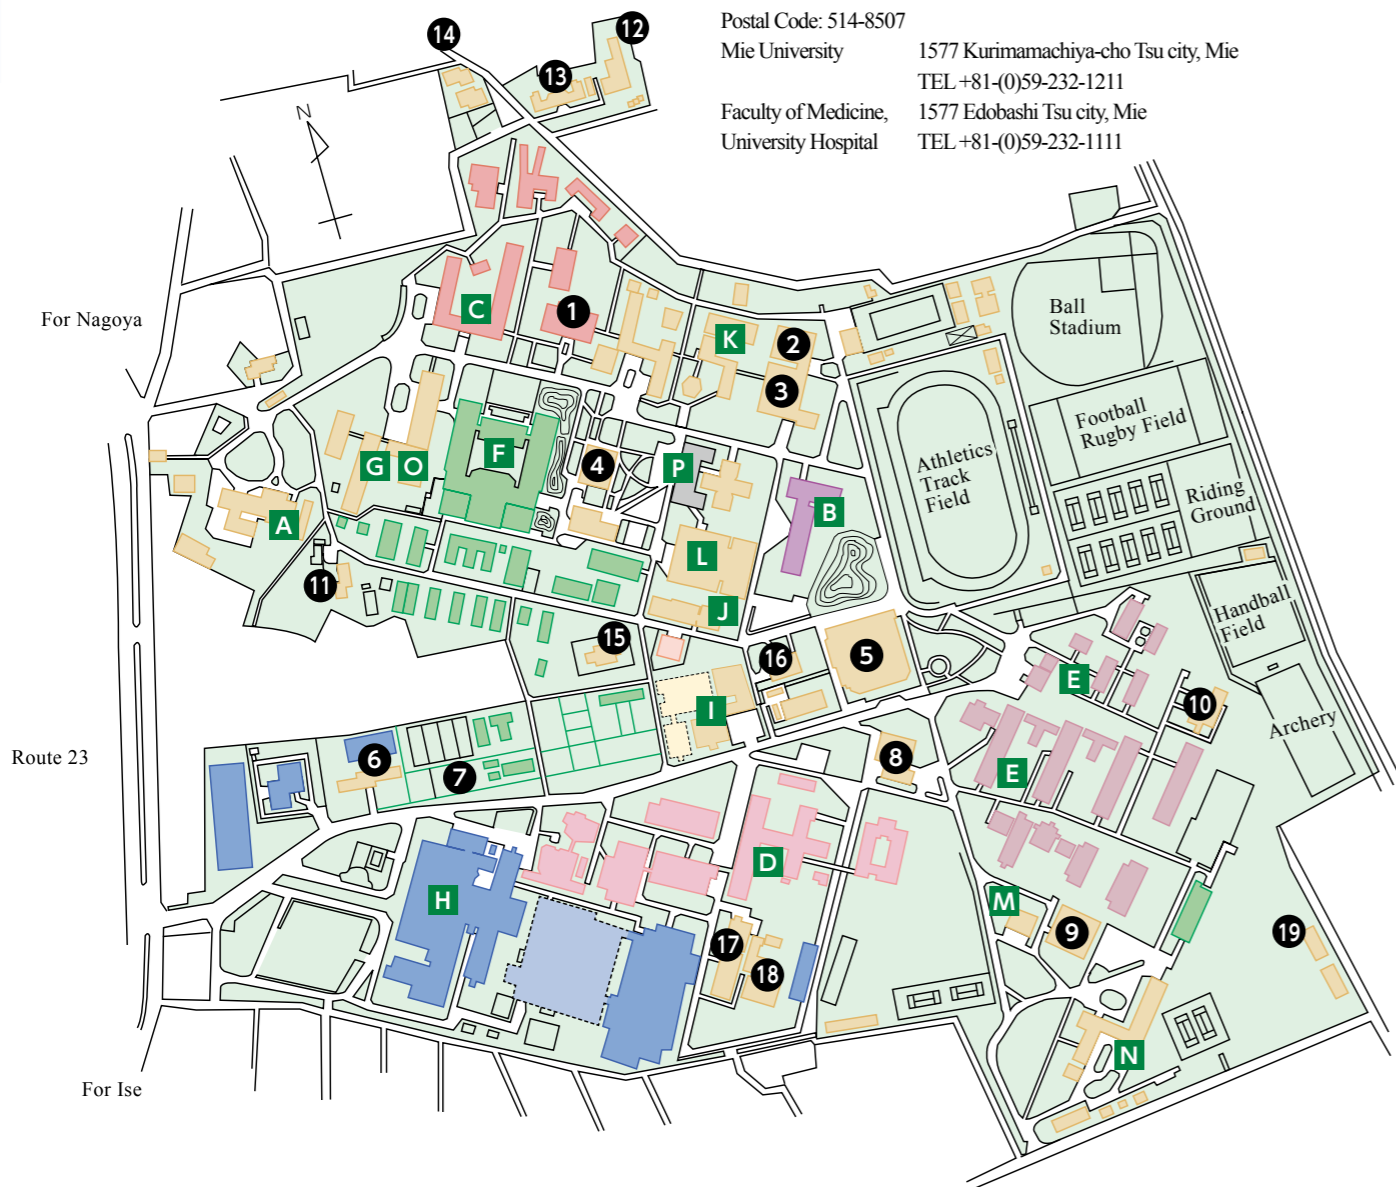 Postal Code: 514-8507
Mie University 1577 Kurimamachiya-cho Tsu city, Mie
TEL +81-(0)59-232-1211
Faculty of Medicine, 1577 Edobashi Tsu city, Mie
University Hospital TEL +81-(0)59-232-1111
14
12
13
N
For Nagoya
C
1
K
2
3
Ball
Stadium
Football
Rugby Field
Athletics
Track
Field
Riding
Ground
G
O
F
4
P
B
A
L
11
J
Handball
Field
15
16
5
E
I
10
Archery
Route 23
6
7
8
E
D
H
M
9
17
18
19
N
For Ise